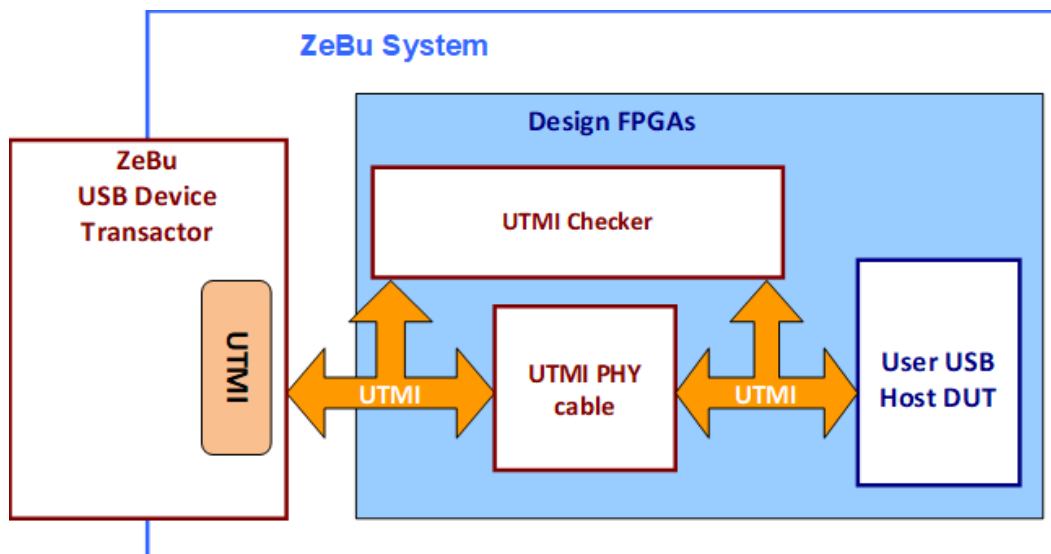 ZeBu System
Design FPGAs
ZeBu
USB Device
Transactor
UTMI Checker
UTMI
UTMI
UTMI PHY
cable
UTMI
User USB
Host DUT